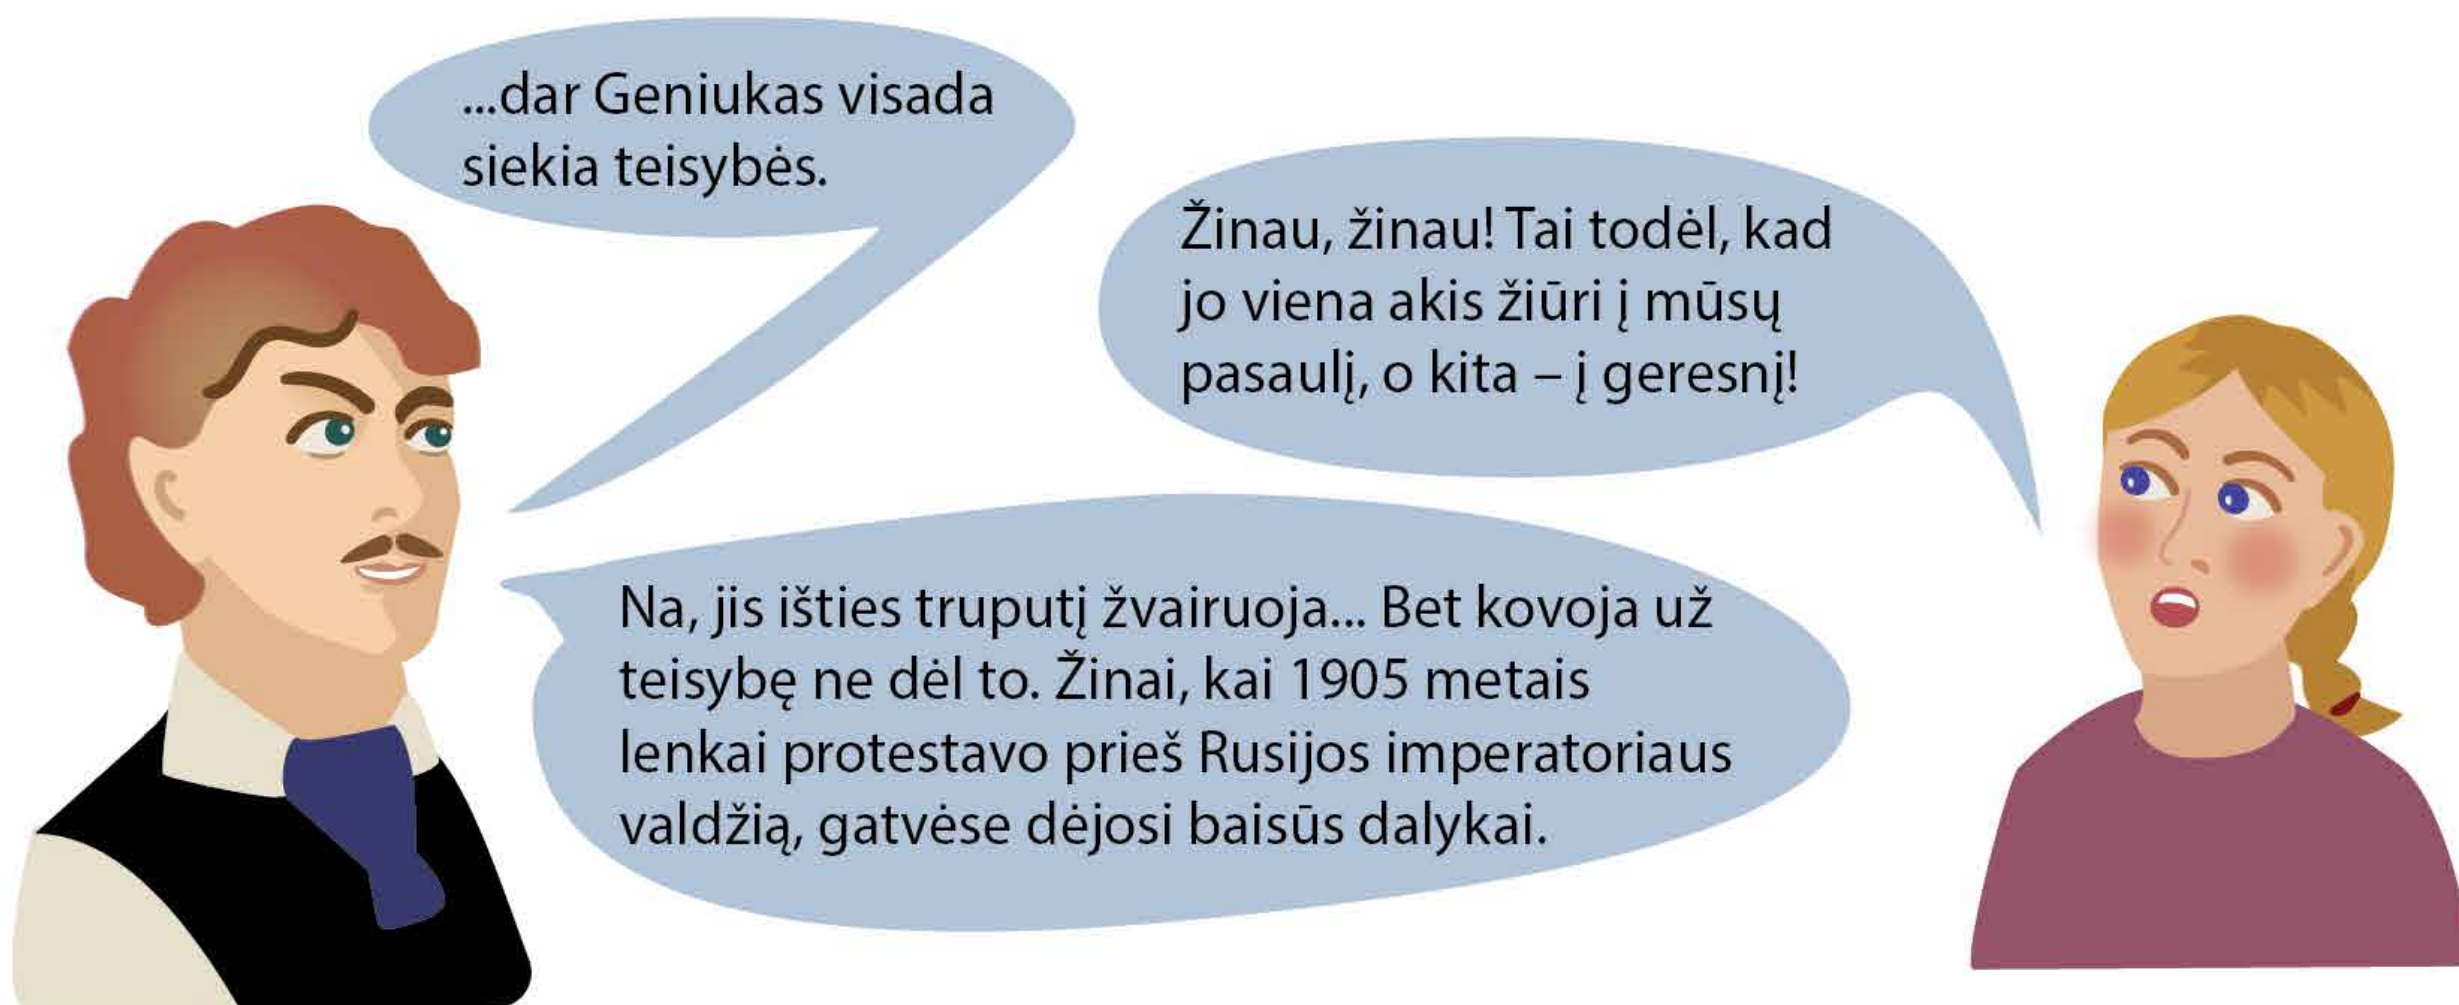 ...dar Geniukas visada
siekia teisybės.
Žinau, žinau! Tai todėl, kad
jo viena akis žiūri į mūsų
pasaulį, o kita – į geresnį!
Na, jis išties truputį žvairuoja... Bet kovoja už
teisybę ne dėl to. Žinai, kai 1905 metais
lenkai protestavo prieš Rusijos imperatoriaus
valdžią, gatvėse dėjosi baisūs dalykai.